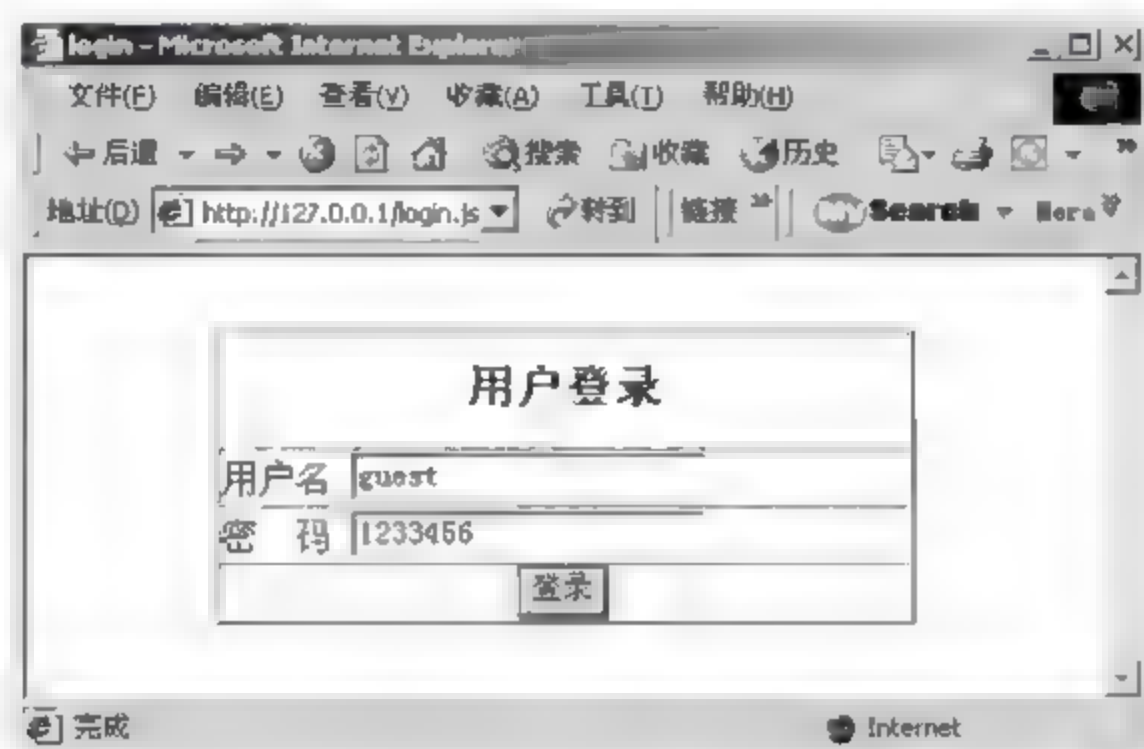 login - Microsoft Internet Explorer
文件(F) 编辑(E) 查看(V) 收藏(A) 工具(T) 帮助(H)
后退 搜索 收藏 历史
地址(D) http://127.0.0.1/login.js 转到 链接 Search
用户登录
用户名 guest
密 码 1233456
登录
完成 Internet